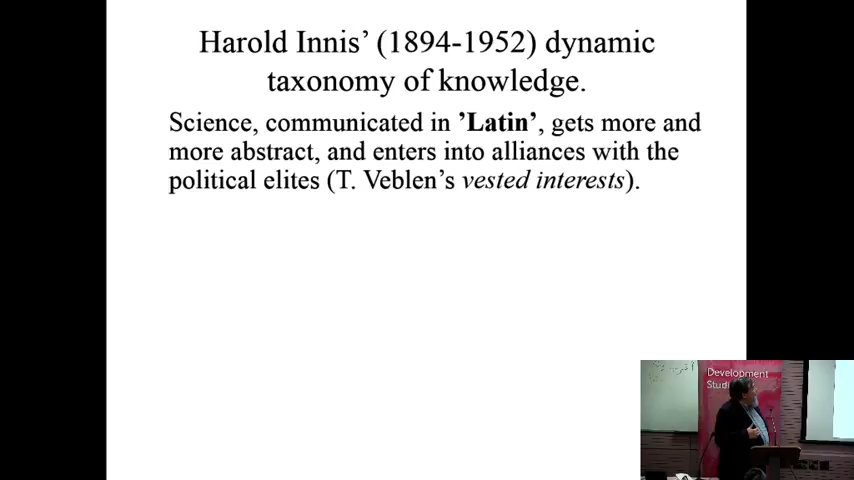 Harold Innis’ (1894-1952) dynamic
taxonomy of knowledge.
Science, communicated in ’Latin’, gets more and
more abstract, and enters into alliances with the
political elites (T. Veblen’s vested interests).
Development